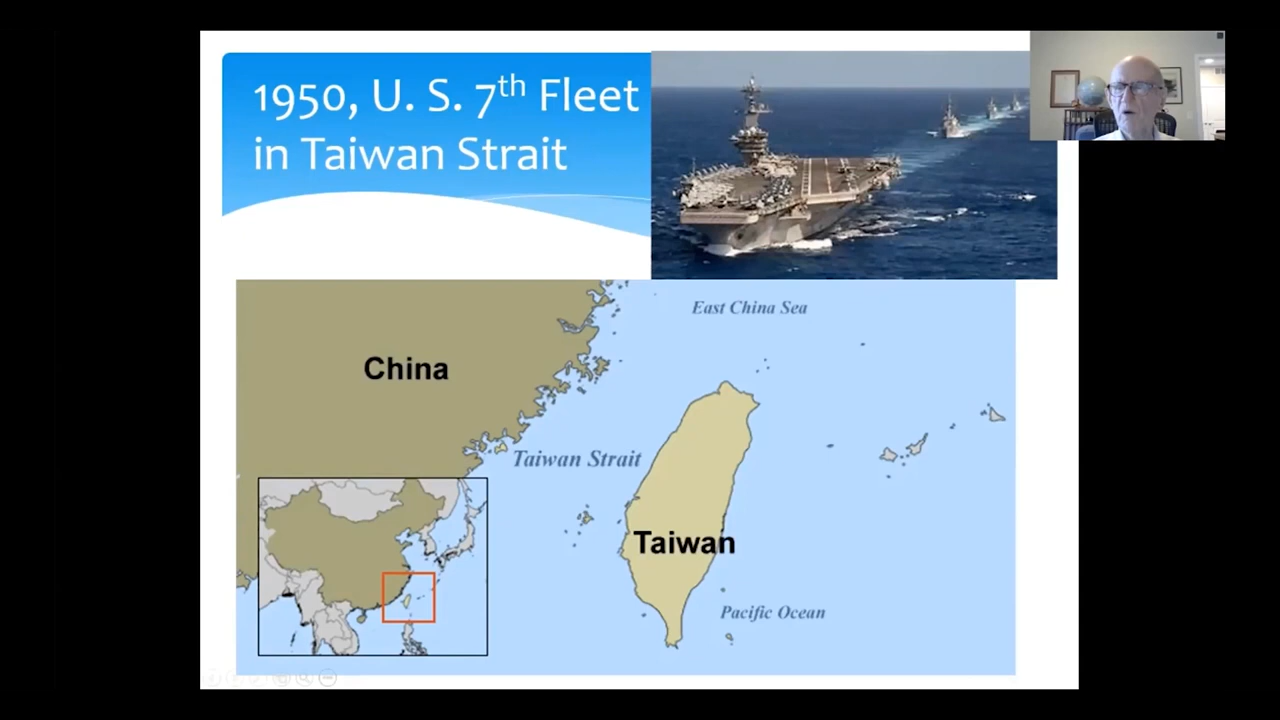 1950, U. S. 7th Fleet
in Taiwan Strait
East China Sea
China
Taiwan Strait
Taiwan
Pacific Ocean